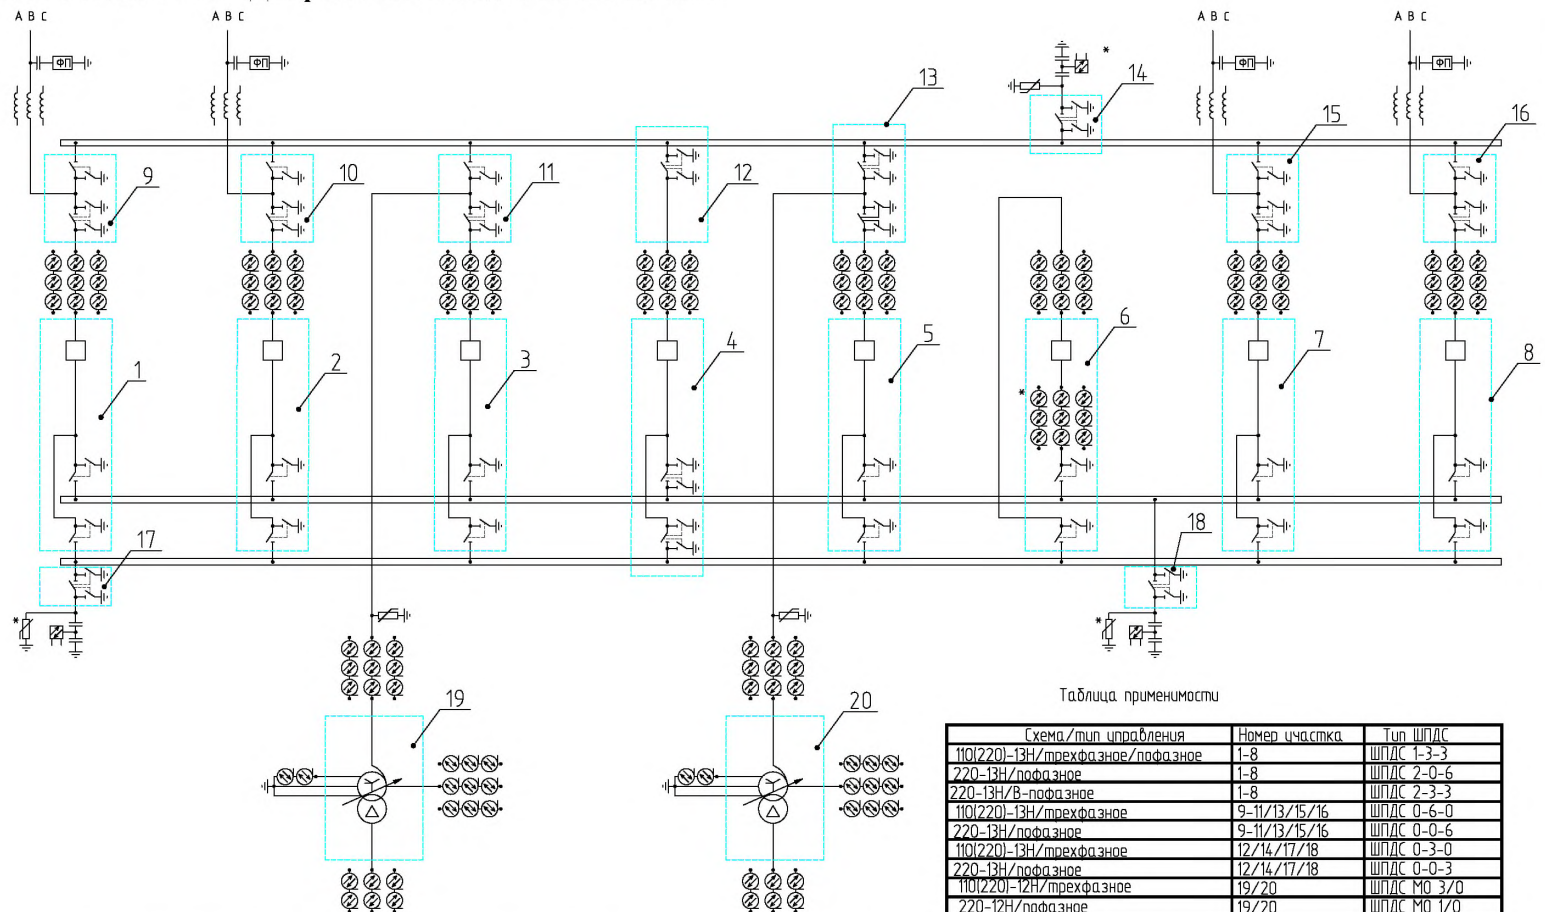 А В С
А В С
А В С
А В С
ФП
ФП
ФП
ФП
*
13
14
15
16
9
10
11
12
1
2
3
4
5
6
7
8
*
17
18
*
*
19
20
Таблица применимости
Схема/тип управления Номер участка Тип ШПДС
110(220)-13Н/трехфазное/пофазное 1-8 ШПДС 1-3-3
220-13Н/пофазное 1-8 ШПДС 2-0-6
220-13Н/В-пофазное 1-8 ШПДС 2-3-3
110(220)-13Н/трехфазное 9-11/13/15/16 ШПДС 0-6-0
220-13Н/пофазное 9-11/13/15/16 ШПДС 0-0-6
110(220)-13Н/трехфазное 12/14/17/18 ШПДС 0-3-0
220-13Н/пофазное 12/14/17/18 ШПДС 0-0-3
110(220)-12Н/трехфазное 19/20 ШПДС МО 3/0
220-12Н/пофазное 19/20 ШПДС МО 1/0